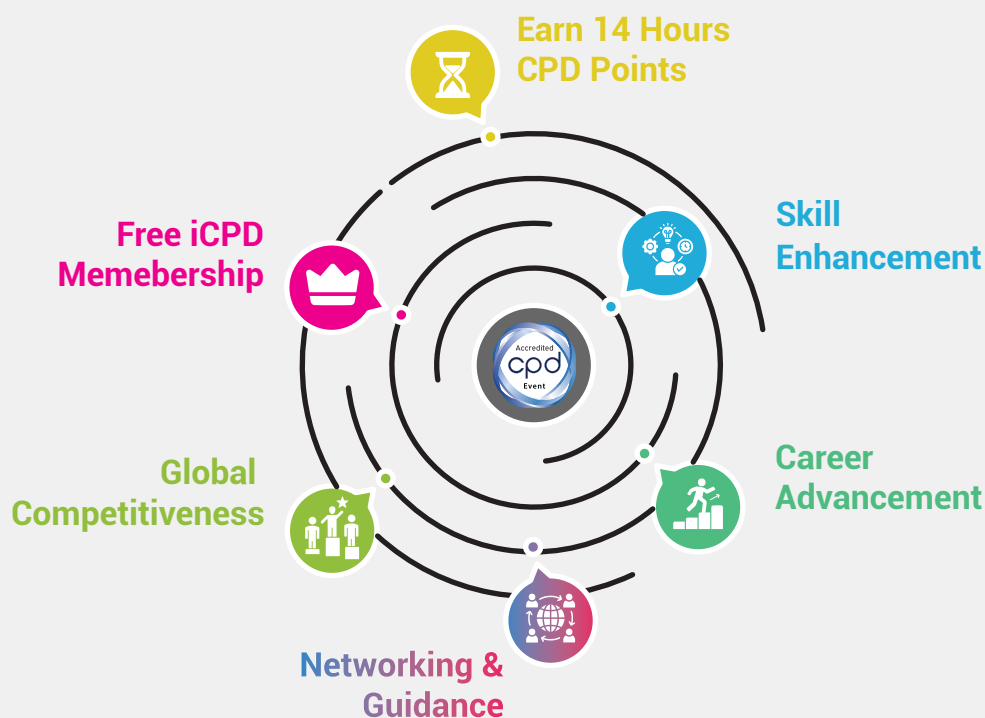 Earn 14 Hours
CPD Points
Skill
Enhancement
Free iCPD
Memebership
Accredited
cpd
Event
Global
Competitiveness
Career
Advancement
Networking &
Guidance